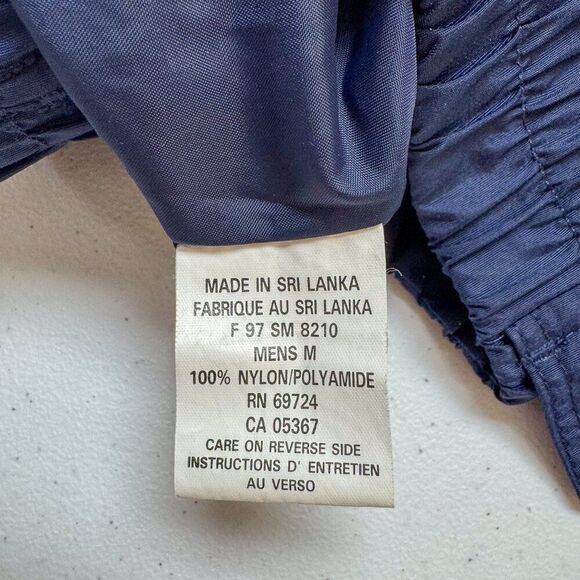 MADE IN SRI LANKA
FABRIQUE AU SRI LANKA
F 97 SM 8210
MENS M
100% NYLON/POLYAMIDE
RN 69724
CA 05367
CARE ON REVERSE SIDE
INSTRUCTIONS D' ENTRETIEN
AU VERSO